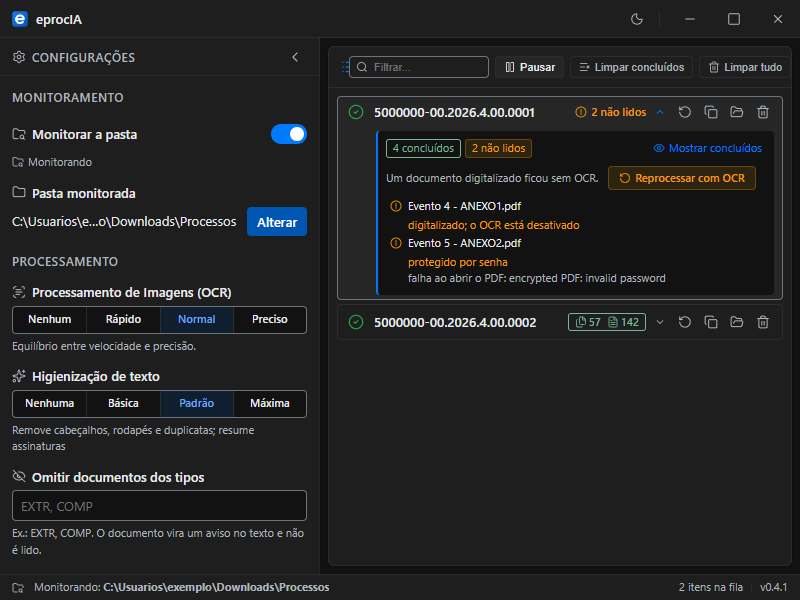 eprocIA
CONFIGURAÇÕES
MONITORAMENTO
Monitorar a pasta
Monitorando
Pasta monitorada
C:\Usuarios\e...o\Downloads\Processos
Alterar
PROCESSAMENTO
Processamento de Imagens (OCR)
Nenhum Rápido Normal Preciso
Equilíbrio entre velocidade e precisão.
Higienização de texto
Nenhuma Básica Padrão Máxima
Remove cabeçalhos, rodapés e duplicatas; resume
assinaturas
Omitir documentos dos tipos
EXTR, COMP
Ex.: EXTR, COMP. O documento vira um aviso no texto e não
é lido.
Filtrar... Pausar Limpar concluídos Limpar tudo
5000000-00.2026.4.00.0001 2 não lidos
4 concluídos 2 não lidos Mostrar concluídos
Um documento digitalizado ficou sem OCR. Reprocessar com OCR
Evento 4 - ANEXO1.pdf
digitalizado; o OCR está desativado
Evento 5 - ANEXO2.pdf
protegido por senha
falha ao abrir o PDF: encrypted PDF: invalid password
5000000-00.2026.4.00.0002 57 142
Monitorando: C:\Usuarios\exemplo\Downloads\Processos 2 itens na fila v0.4.1